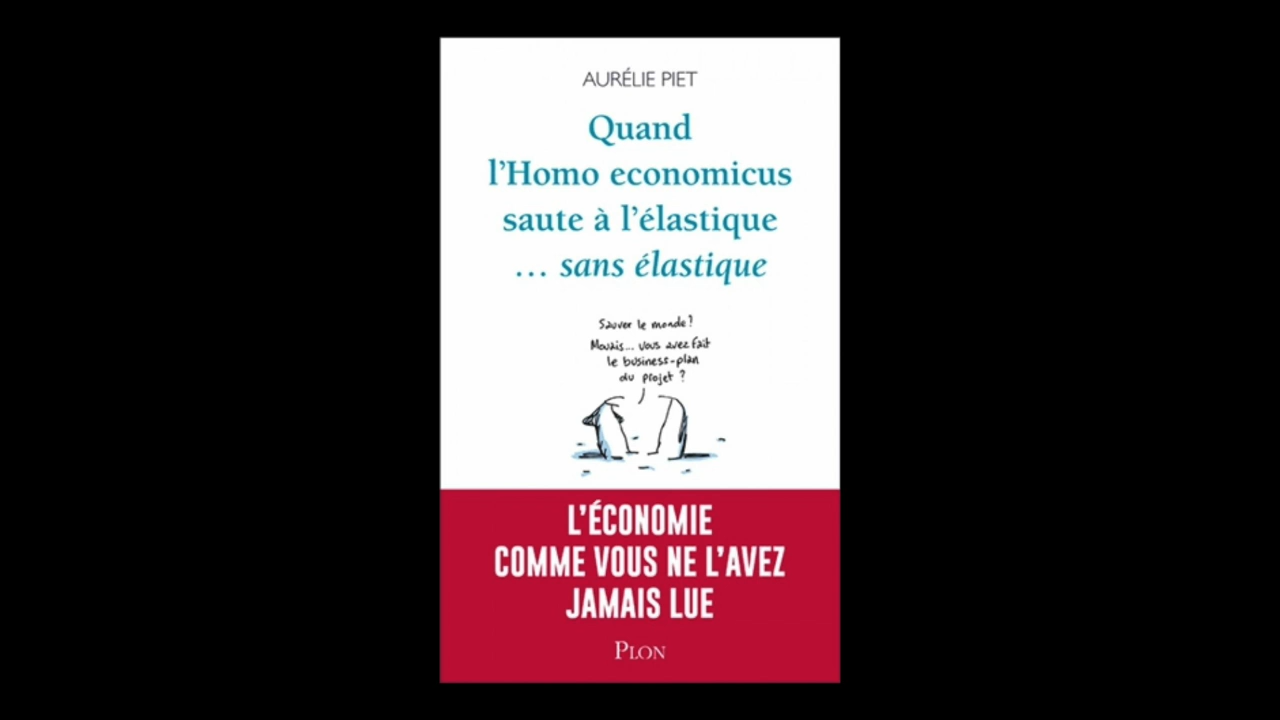 AURÉLIE PIET
Quand
l’Homo economicus
saute à l’élastique
… sans élastique
Sauver le monde ?
Mouais... vous avez fait
le business-plan
du projet ?
L’ÉCONOMIE
COMME VOUS NE L’AVEZ
JAMAIS LUE
PLON